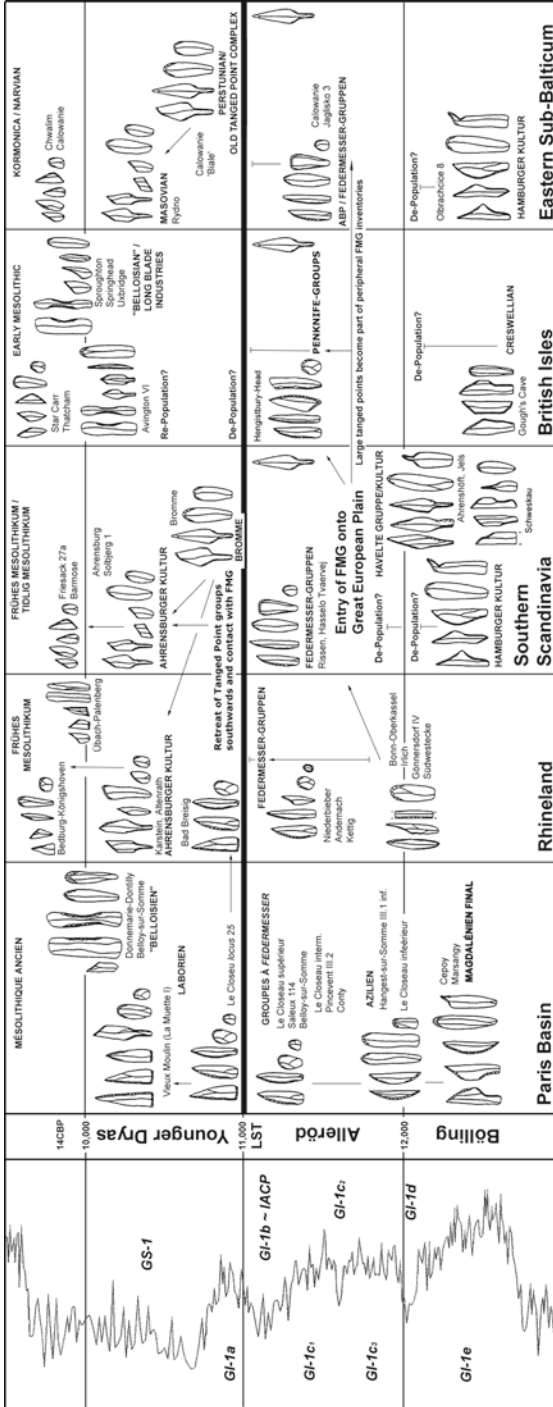 14CBP
10,000
Younger Dryas
11,000
LST
Alleröd
12,000
Bölling
GS-1
GI-1a
GI-1b ~ IACP
GI-1c₁
GI-1c₂
GI-1c₃
GI-1d
GI-1e
MÉSOLITHIQUE ANCIEN
Donnemarie-Dontilly
Belloy-sur-Somme
"BELLOISIEN"
Vieux Moulin (La Muette I)
LABORIEN
Le Closeu locus 25
GROUPES À FEDERMESSER
Le Closeau supérieur
Saleux 114
Belloy-sur-Somme
Le Closeau interm.
Pincevent III.2
Conty
AZILIEN
Hangest-sur-Somme III.1 inf.
Le Closeau infeérieur
Cepoy
Marsangy
MAGDALÉNIEN FINAL
Paris Basin
FRÜHES
MESOLITHIKUM
Bedburg-Königshoven
Übach-Palenberg
Karstein, Altenrath
AHRENSBURGER KULTUR
Bad Breisig
FEDERMESSER-GRUPPEN
Niederbieber
Andernach
Kettig
Bonn-Oberkassel
Irlich
Gönnersdorf IV
Südwestecke
Rhineland
FRÜHES MESOLITHIKUM /
TIDLIG MESOLITHIKUM
Friesack 27a
Barmose
Ahrensburg
Solbjerg 1
AHRENSBURGER KULTUR
Bromme
BROMME
Retreat of Tanged Point groups
southwards and contact with FMG
FEDERMESSER-GRUPPEN
Rissen, Hasselo Tvaervej
Entry of FMG onto
Great European Plain
De-Population?
HAVELTE GRUPPE/KULTUR
Ahrenshöft, Jels
De-Population?
HAMBURGER KULTUR
Schweskau
Southern
Scandinavia
EARLY MESOLITHIC
Star Carr
Thatcham
Sproughton
Springhead
Uxbridge
"BELLOISIAN"/
LONG BLADE
INDUSTRIES
Avington VI
Re-Population?
De-Population?
Hengistbury-Head
PENKNIFE-GROUPS
Large tanged points become part of peripheral FMG inventories
De-Population?
CRESWELLIAN
Gough's Cave
British Isles
KORMONICA / NARVIAN
Chwalim
Calowanie
MASOVIAN
Rydno
Calowanie
'Biale'
PERSTUNIAN/
OLD TANGED POINT COMPLEX
Calowanie
Jaglisko 3
ABP / FEDERMESSER-GRUPPEN
De-Population?
Olbrachcice 8
HAMBURGER KULTUR
Eastern Sub-Balticum